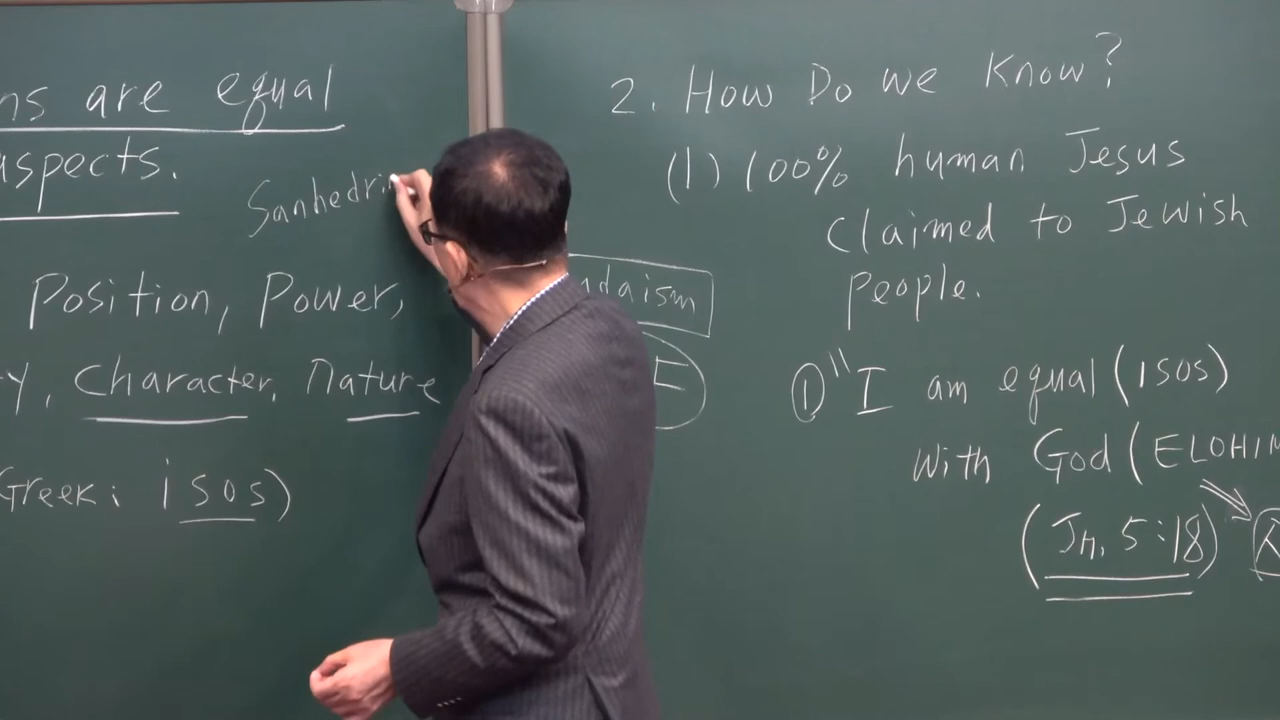 ns are equal
aspects.
Sanhedri
Position, Power,
y, Character, nature
Greek: isos)
udaism
E
2. How Do we know?
(1) 100% human Jesus
claimed to Jewish
people.
① "I am equal (isos)
with God (ELOHIM
(Jn. 5:18)